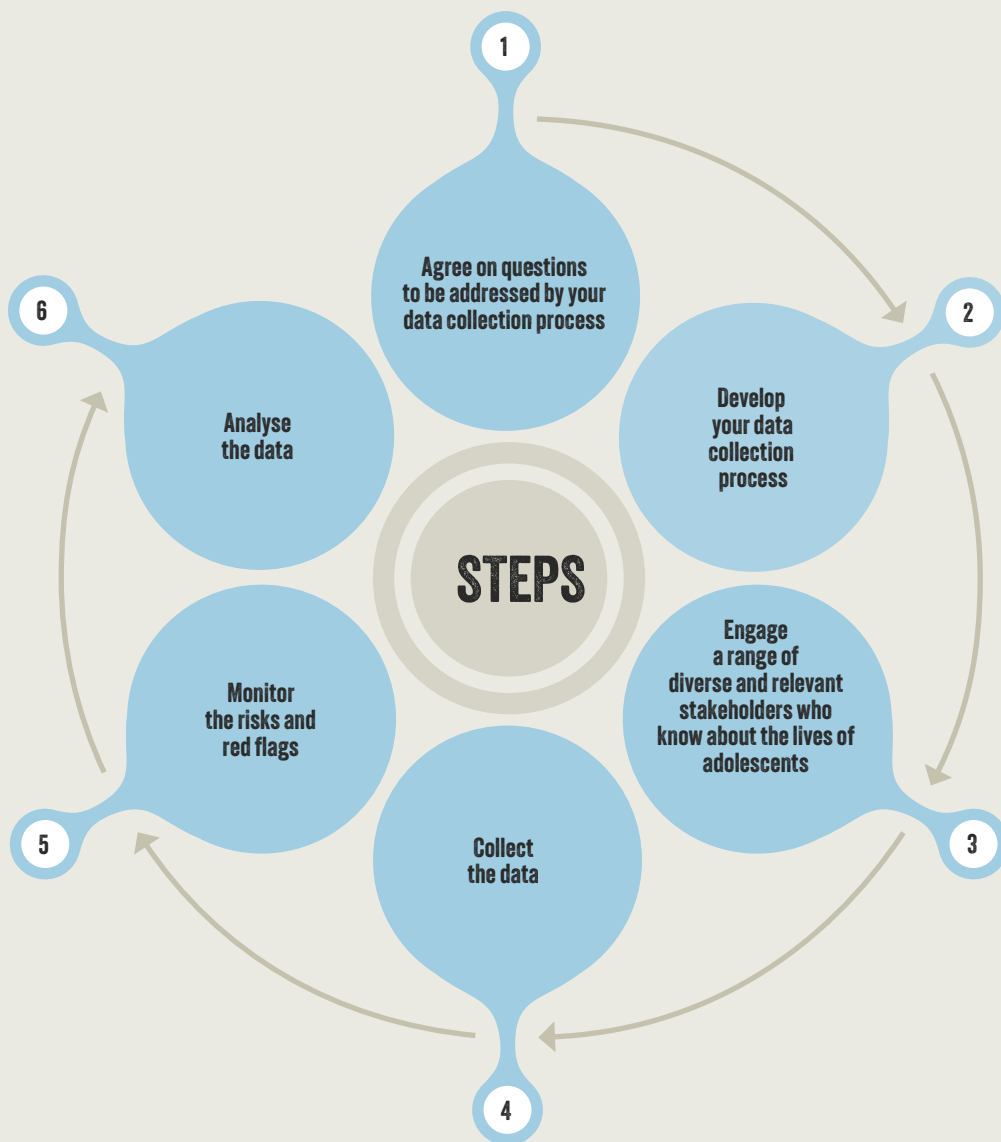 1
Agree on questions
to be addressed by your
data collection process
2
Develop
your data
collection
process
3
Engage
a range of
diverse and relevant
stakeholders who
know about the lives of
adolescents
4
Collect
the data
5
Monitor
the risks and
red flags
6
Analyse
the data
STEPS